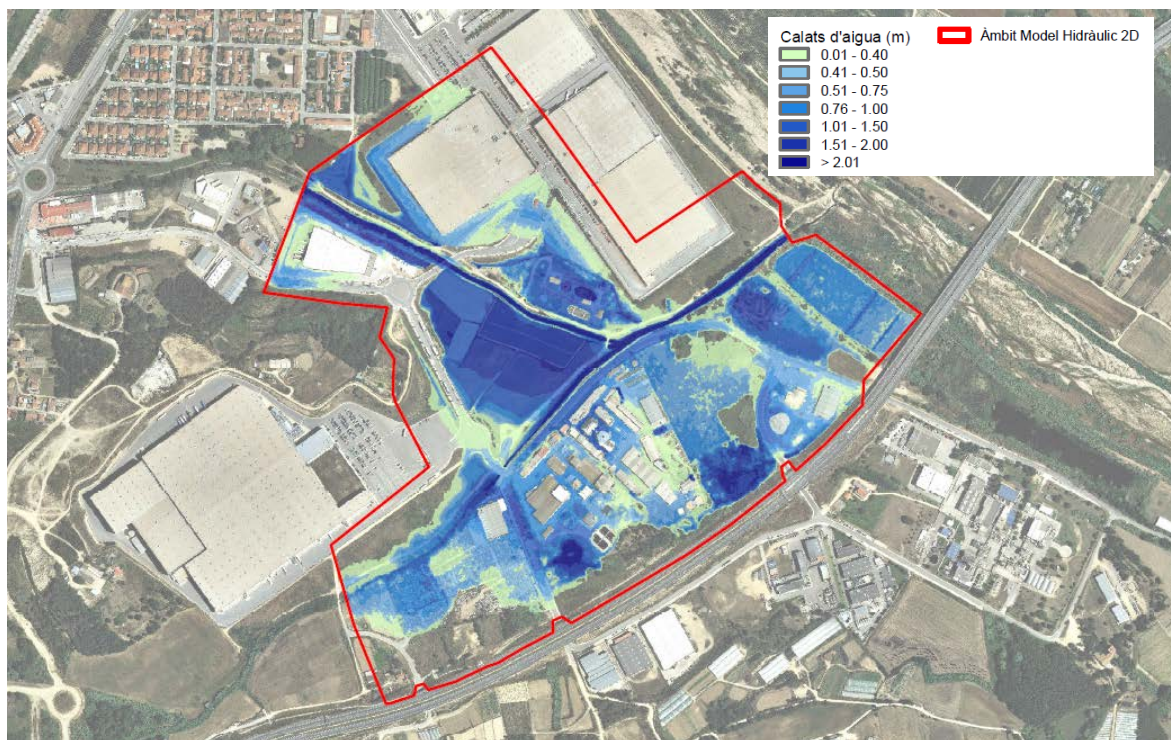 Calats d'aigua (m)
Àmbit Model Hidràulic 2D
0.01 - 0.40
0.41 - 0.50
0.51 - 0.75
0.76 - 1.00
1.01 - 1.50
1.51 - 2.00
> 2.01